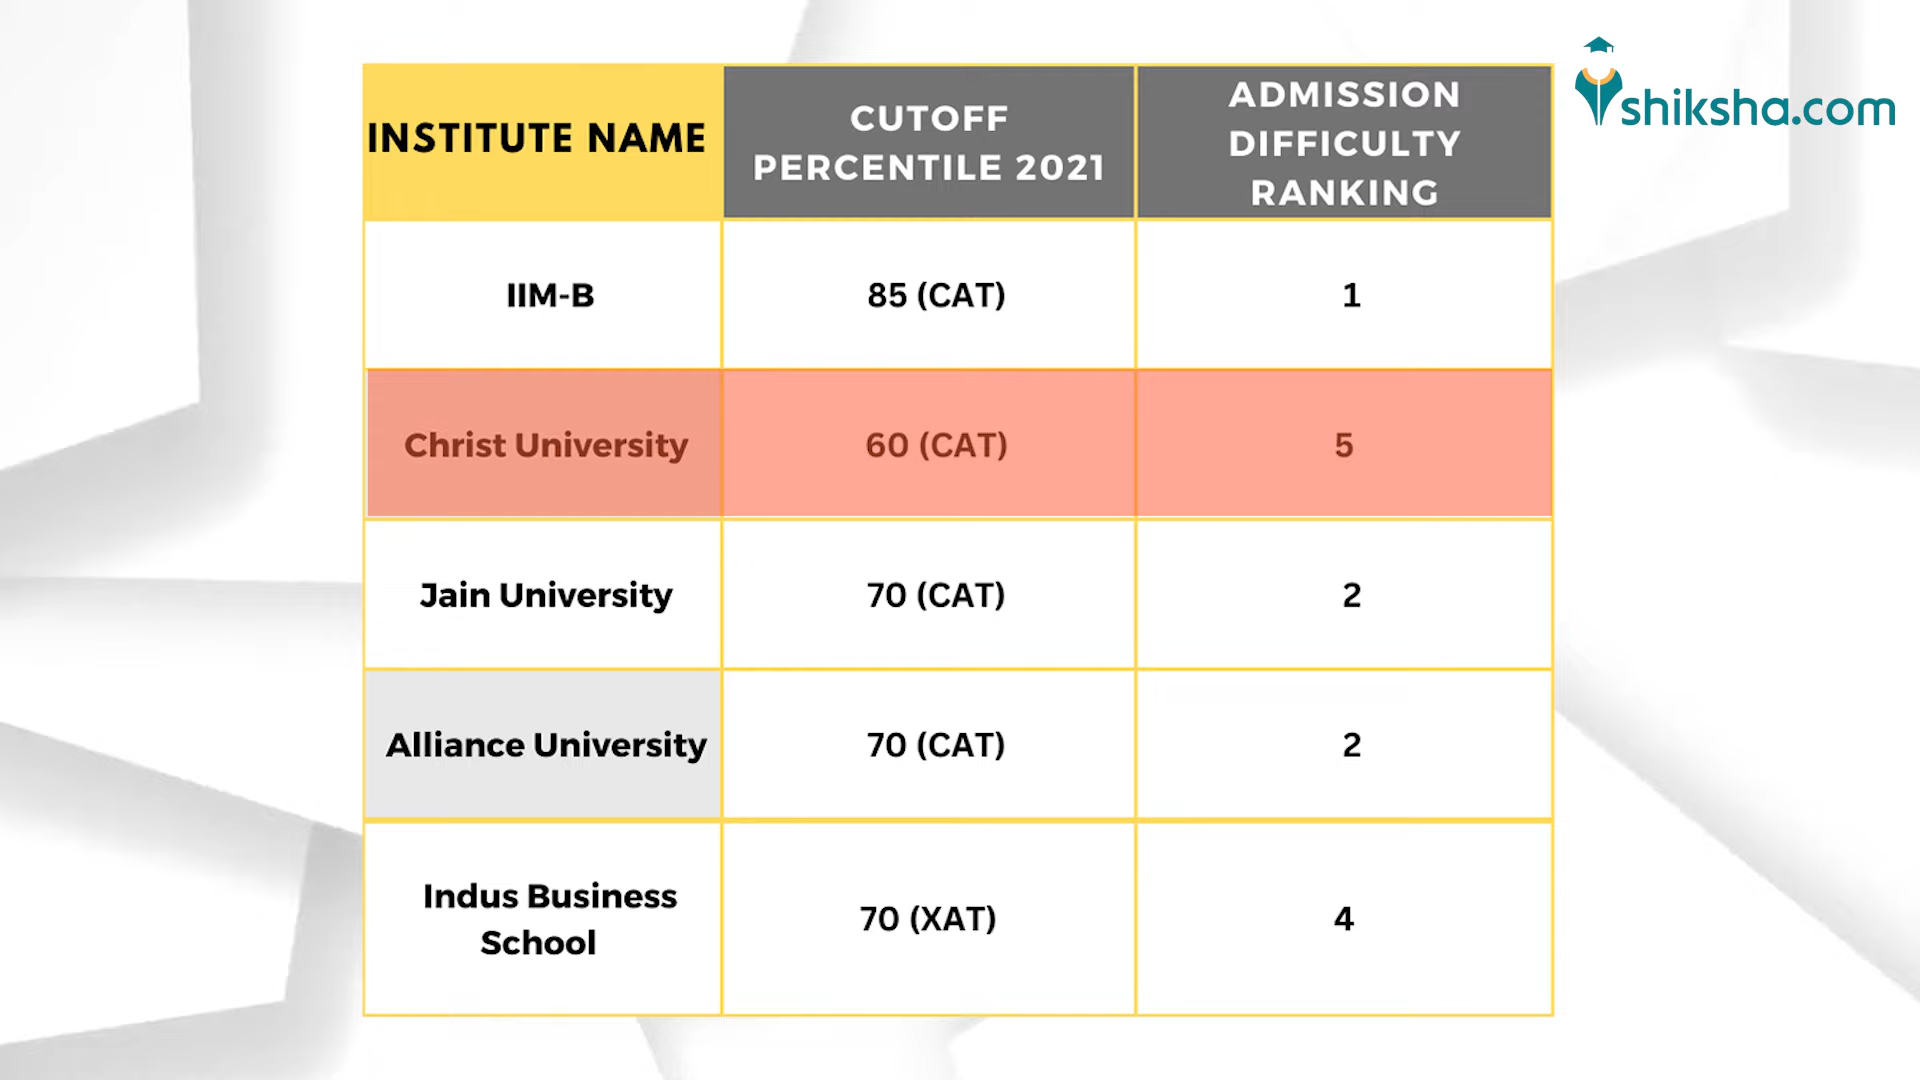 shiksha.com
INSTITUTE NAME
CUTOFF
PERCENTILE 2021
ADMISSION
DIFFICULTY
RANKING
IIM-B
85 (CAT)
1
Christ University
60 (CAT)
5
Jain University
70 (CAT)
2
Alliance University
70 (CAT)
2
Indus Business
School
70 (XAT)
4